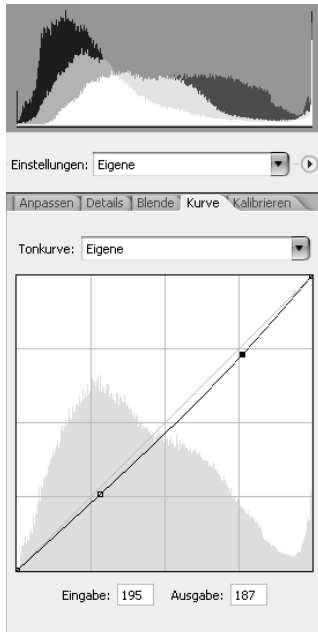 Einstellungen: Eigene
Anpassen Details Blende Kurve Kalibrieren
Tonkurve: Eigene
Eingabe: 195 Ausgabe: 187